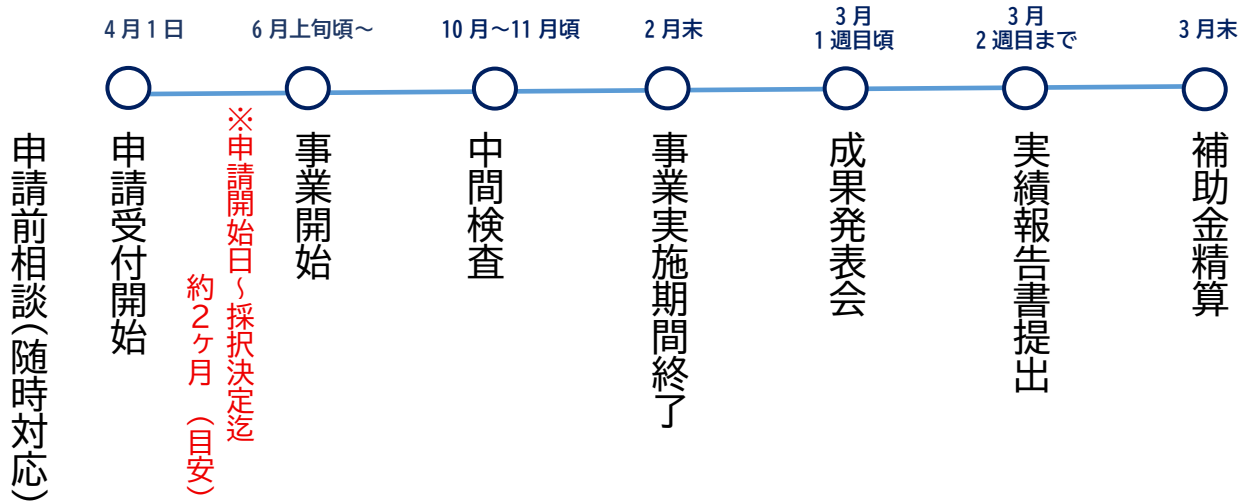 申請前相談(随時対応)
4月1日
申請受付開始
※申請開始日～採択決定迄
約2ヶ月 (目安)
6月上旬頃～
事業開始
10月～11月頃
中間検査
2月末
事業実施期間終了
3月
1週目頃
成果発表会
3月
2週目まで
実績報告書提出
3月末
補助金精算